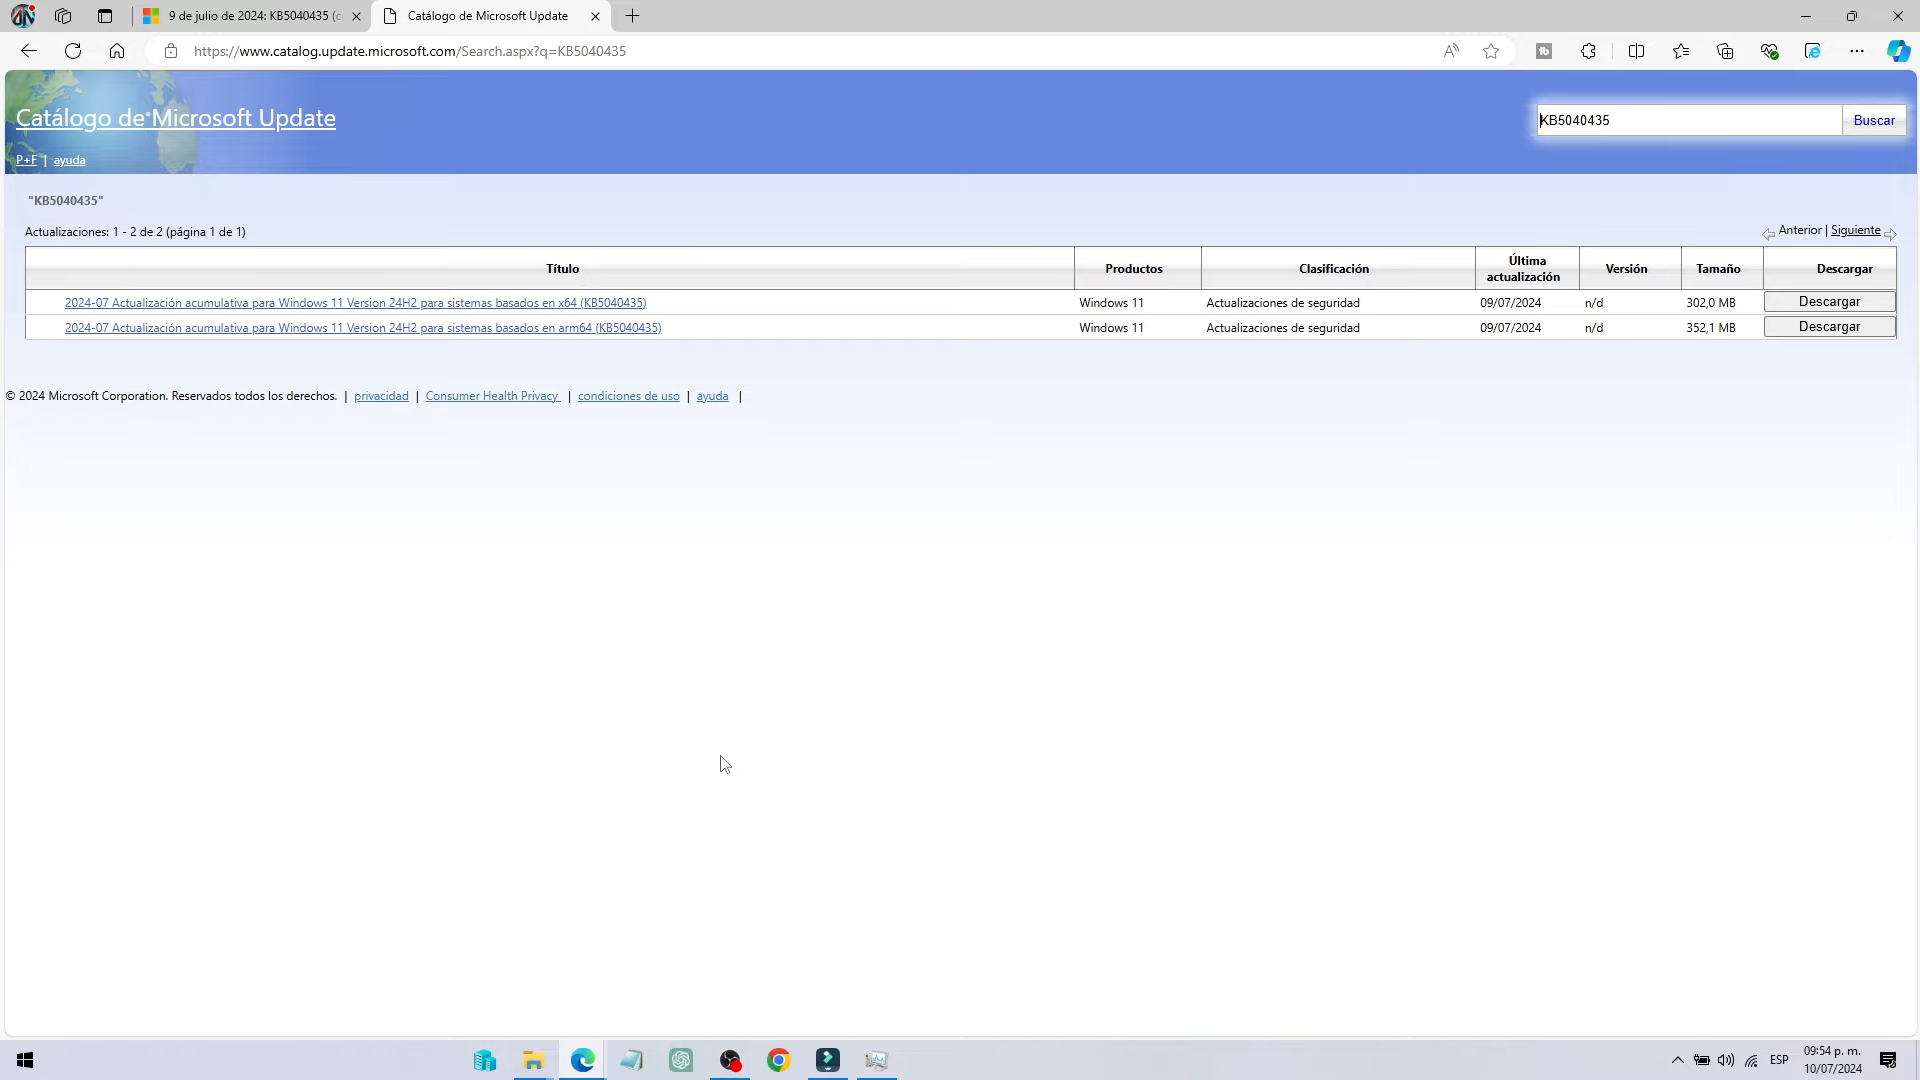 9 de julio de 2024: KB5040435 (c
Catálogo de Microsoft Update
https://www.catalog.update.microsoft.com/Search.aspx?q=KB5040435
Catálogo de Microsoft Update
KB5040435
Buscar
P+F | ayuda
"KB5040435"
Actualizaciones: 1 - 2 de 2 (página 1 de 1)
Anterior | Siguiente
Título Productos Clasificación Última actualización Versión Tamaño Descargar
2024-07 Actualización acumulativa para Windows 11 Version 24H2 para sistemas basados en x64 (KB5040435) Windows 11 Actualizaciones de seguridad 09/07/2024 n/d 302,0 MB Descargar
2024-07 Actualización acumulativa para Windows 11 Version 24H2 para sistemas basados en arm64 (KB5040435) Windows 11 Actualizaciones de seguridad 09/07/2024 n/d 352,1 MB Descargar
© 2024 Microsoft Corporation. Reservados todos los derechos. | privacidad | Consumer Health Privacy | condiciones de uso | ayuda |
ESP
09:54 p. m.
10/07/2024